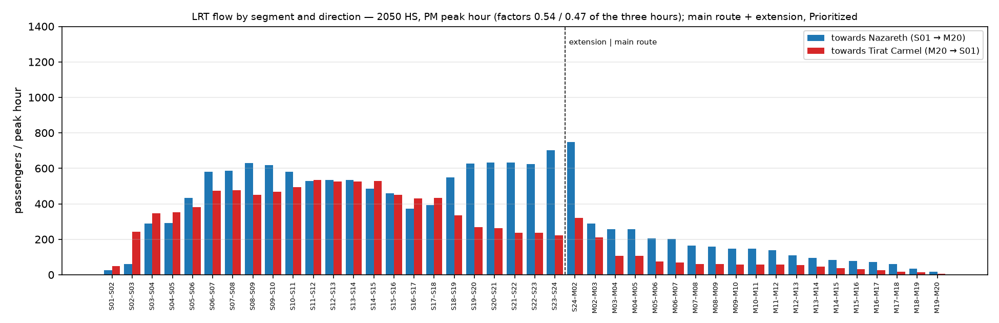 LRT flow by segment and direction — 2050 HS, PM peak hour (factors 0.54 / 0.47 of the three hours); main route + extension, Prioritized
passengers / peak hour
1400
1200
1000
800
600
400
200
0
extension | main route
towards Nazareth (S01 → M20)
towards Tirat Carmel (M20 → S01)
S01–S02
S02–S03
S03–S04
S04–S05
S05–S06
S06–S07
S07–S08
S08–S09
S09–S10
S10–S11
S11–S12
S12–S13
S13–S14
S14–S15
S15–S16
S16–S17
S17–S18
S18–S19
S19–S20
S20–S21
S21–S22
S22–S23
S23–S24
S24–M02
M02–M03
M03–M04
M04–M05
M05–M06
M06–M07
M07–M08
M08–M09
M09–M10
M10–M11
M11–M12
M12–M13
M13–M14
M14–M15
M15–M16
M16–M17
M17–M18
M18–M19
M19–M20